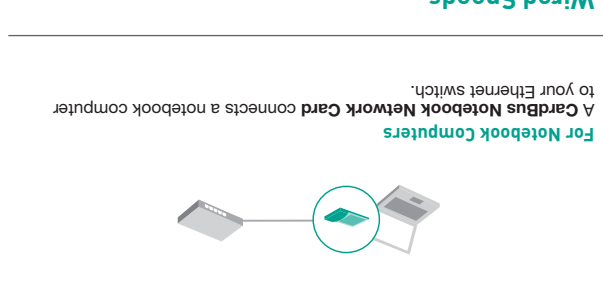 For Notebook Computers
A CardBus Notebook Network Card connects a notebook computer
to your Ethernet switch.
Wired Speeds